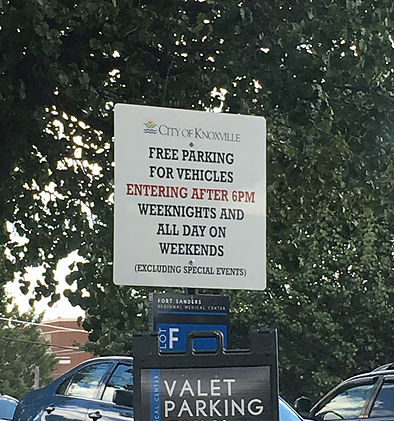 CITY OF KNOXVILLE
FREE PARKING
FOR VEHICLES
ENTERING AFTER 6PM
WEEKNIGHTS AND
ALL DAY ON
WEEKENDS
(EXCLUDING SPECIAL EVENTS)
FORT SANDERS
REGIONAL MEDICAL CENTER
LOT F
VALET
PARKING